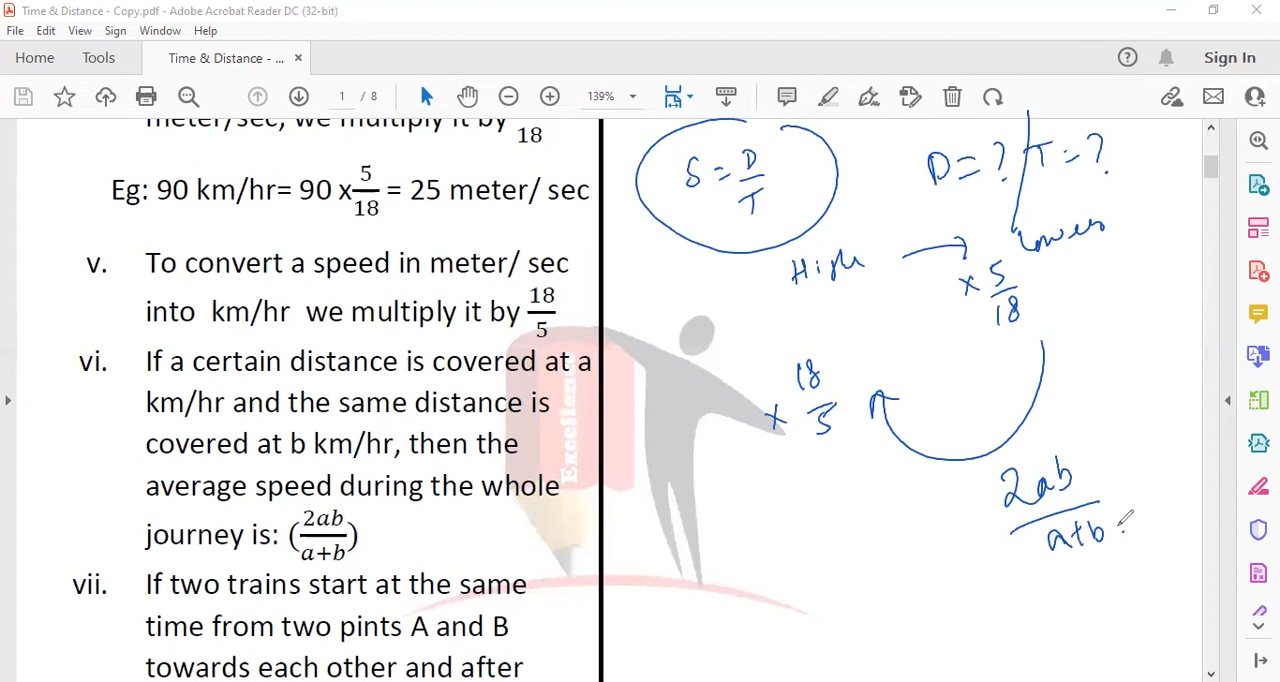 Time & Distance - Copy.pdf - Adobe Acrobat Reader DC (32-bit)
File Edit View Sign Window Help
Home Tools Time & Distance - ... × Sign In
1 / 8 139%
meter/sec, we multiply it by 18
Eg: 90 km/hr= 90 x 5/18 = 25 meter/ sec
v. To convert a speed in meter/ sec
into km/hr we multiply it by 18/5
vi. If a certain distance is covered at a
km/hr and the same distance is
covered at b km/hr, then the
average speed during the whole
journey is: (2ab/a+b)
vii. If two trains start at the same
time from two pints A and B
towards each other and after
Excellence
S = D/T
D = ? T = ?
High → lower
× 5/18
× 18/5
2ab/a+b